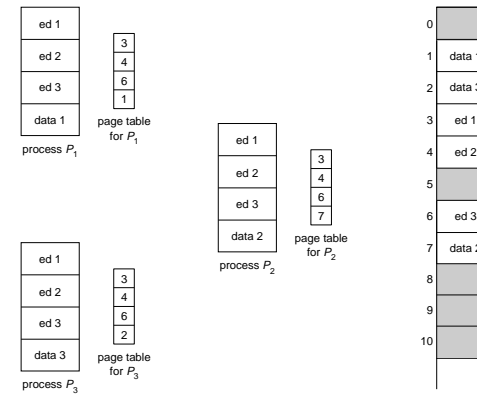 ed 1
ed 2
ed 3
data 1
process P1
3
4
6
1
page table
for P1
ed 1
ed 2
ed 3
data 2
process P2
3
4
6
7
page table
for P2
ed 1
ed 2
ed 3
data 3
process P3
3
4
6
2
page table
for P3
0
1 data
2 data
3 ed 1
4 ed 2
5
6 ed 3
7 data
8
9
10